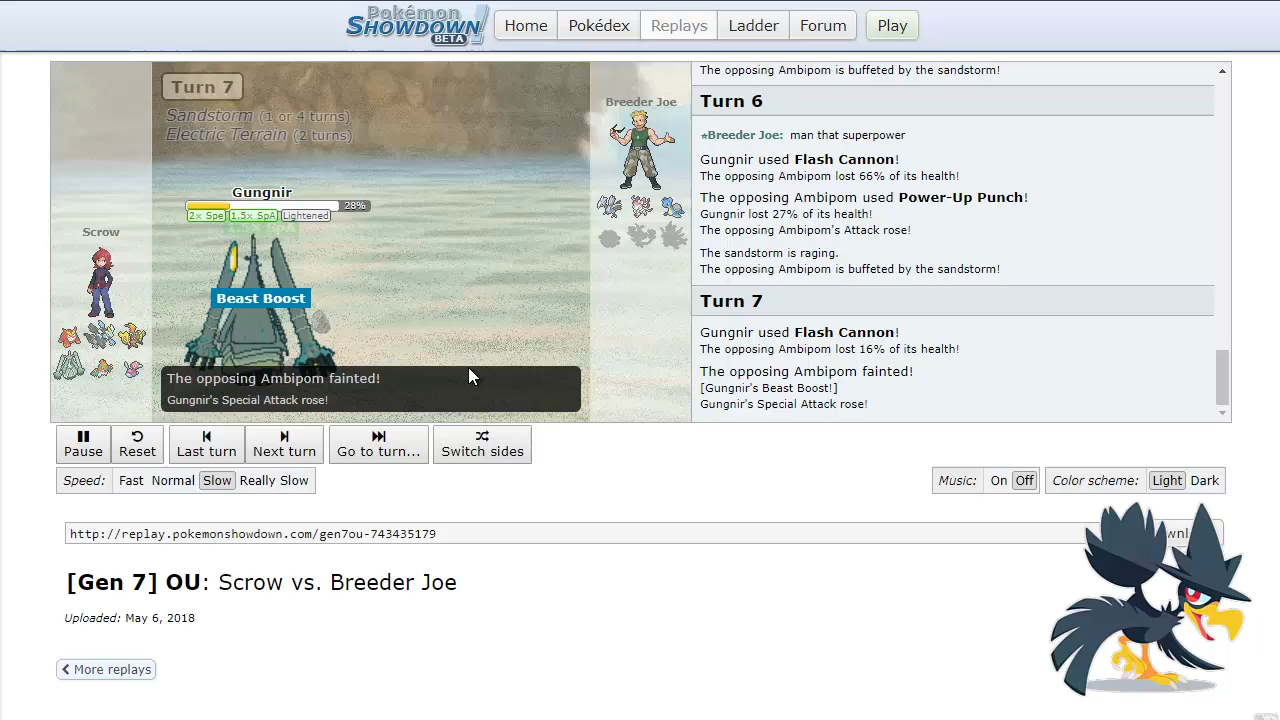 Pokémon
SHOWDOWN!
BETA
Home
Pokédex
Replays
Ladder
Forum
Play
Turn 7
Sandstorm (1 or 4 turns)
Electric Terrain (2 turns)
Scrow
Gungnir
28%
2x Spe
1.5x SpA
Lightened
Beast Boost
The opposing Ambipom fainted!
Gungnir's Special Attack rose!
Breeder Joe
The opposing Ambipom is buffeted by the sandstorm!
Turn 6
☆Breeder Joe: man that superpower
Gungnir used Flash Cannon!
The opposing Ambipom lost 66% of its health!
The opposing Ambipom used Power-Up Punch!
Gungnir lost 27% of its health!
The opposing Ambipom's Attack rose!
The sandstorm is raging.
The opposing Ambipom is buffeted by the sandstorm!
Turn 7
Gungnir used Flash Cannon!
The opposing Ambipom lost 16% of its health!
The opposing Ambipom fainted!
[Gungnir's Beast Boost!]
Gungnir's Special Attack rose!
Pause
Reset
Last turn
Next turn
Go to turn...
Switch sides
Speed: Fast Normal Slow Really Slow
Music: On Off
Color scheme: Light Dark
http://replay.pokemonshowdown.com/gen7ou-743435179
[Gen 7] OU: Scrow vs. Breeder Joe
Uploaded: May 6, 2018
More replays